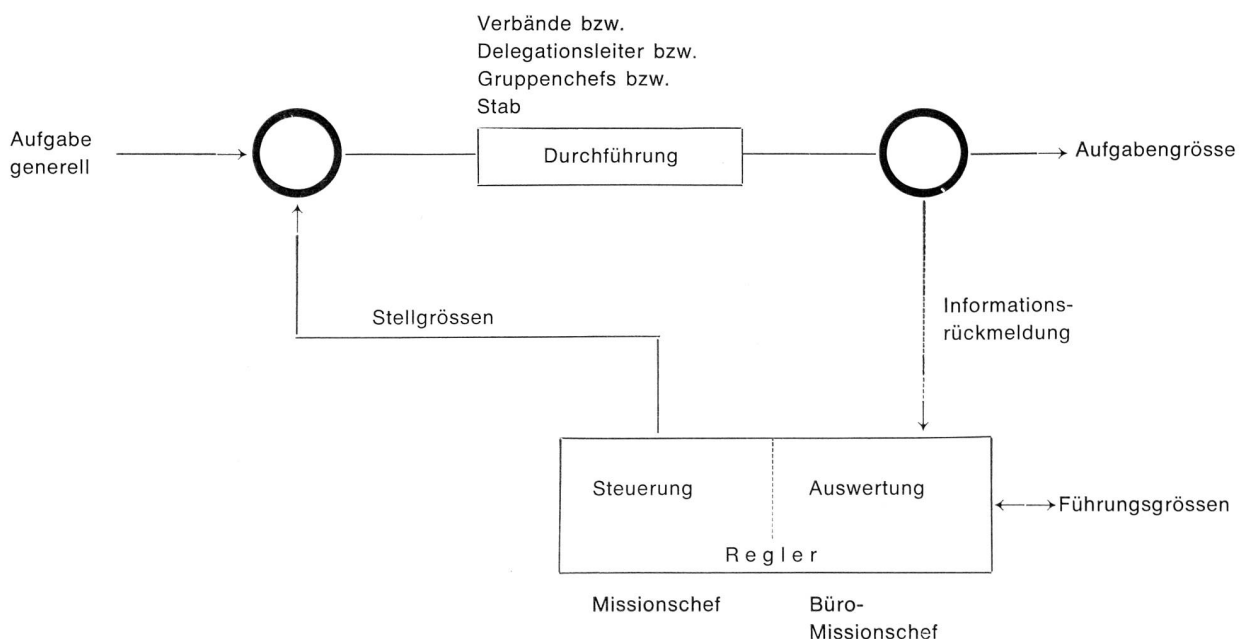 Verbände bzw.
Delegationsleiter bzw.
Gruppenchefs bzw.
Stab
Aufgabe
generell
Durchführung
Aufgabengrösse
Stellgrössen
Informations-
rückmeldung
Steuerung
Auswertung
Führungsgrössen
Regler
Missionschef
Büro-
Missionschef